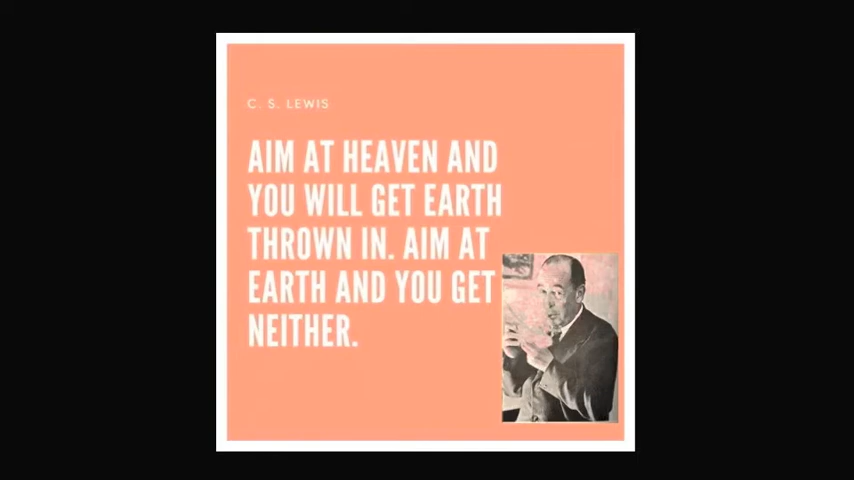 C. S. LEWIS
AIM AT HEAVEN AND
YOU WILL GET EARTH
THROWN IN. AIM AT
EARTH AND YOU GET
NEITHER.